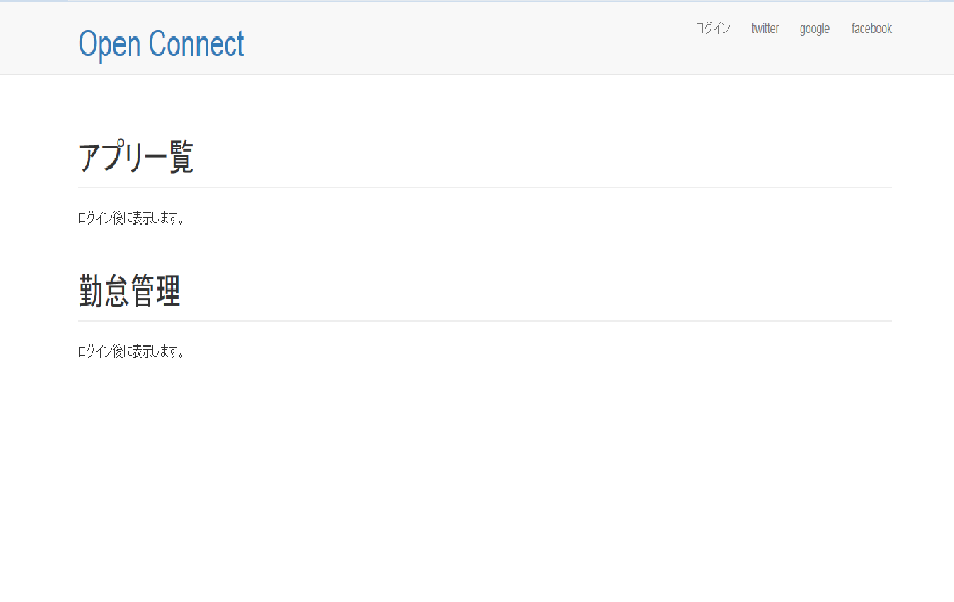 Open Connect
ログイン twitter google facebook
アプリ一覧
ログイン後に表示します。
勤怠管理
ログイン後に表示します。